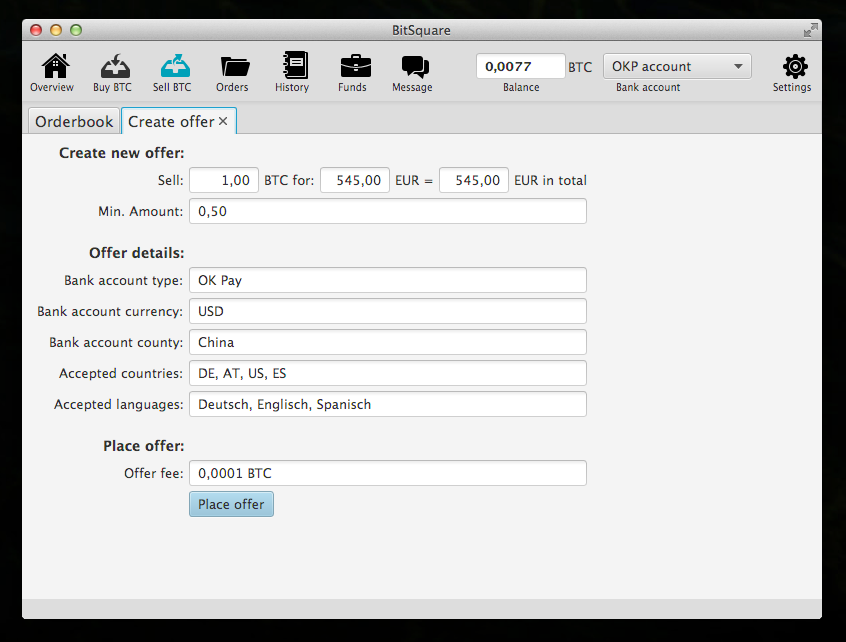 BitSquare
0,0077 BTC OKP account
Overview Buy BTC Sell BTC Orders History Funds Message Balance Bank account Settings
Orderbook Create offer ×
Create new offer:
Sell: 1,00 BTC for: 545,00 EUR = 545,00 EUR in total
Min. Amount: 0,50
Offer details:
Bank account type: OK Pay
Bank account currency: USD
Bank account county: China
Accepted countries: DE, AT, US, ES
Accepted languages: Deutsch, Englisch, Spanisch
Place offer:
Offer fee: 0,0001 BTC
Place offer